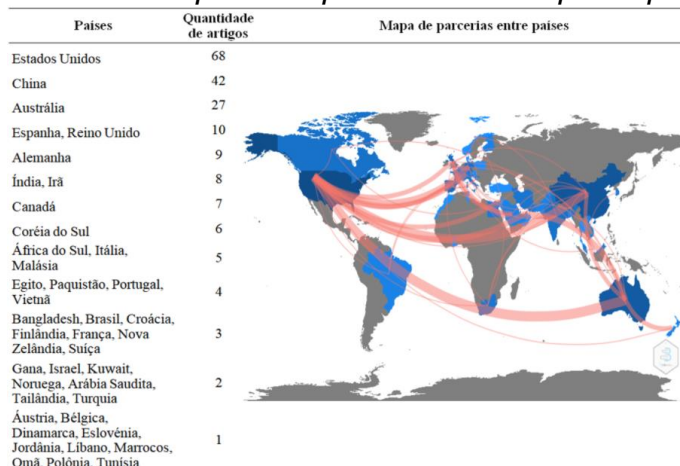 Países Quantidade de artigos Mapa de parcerias entre países
Estados Unidos 68
China 42
Austrália 27
Espanha, Reino Unido 10
Alemanha 9
Índia, Irã 8
Canadá 7
Coréia do Sul 6
África do Sul, Itália,
Malásia 5
Egito, Paquistão, Portugal,
Vietnã 4
Bangladesh, Brasil, Croácia,
Finlândia, França, Nova
Zelândia, Suíça 3
Gana, Israel, Kuwait,
Noruega, Arábia Saudita,
Tailândia, Turquia 2
Áustria, Bélgica,
Dinamarca, Eslovénia,
Jordânia, Líbano, Marrocos,
Omã, Polônia, Tunísia 1